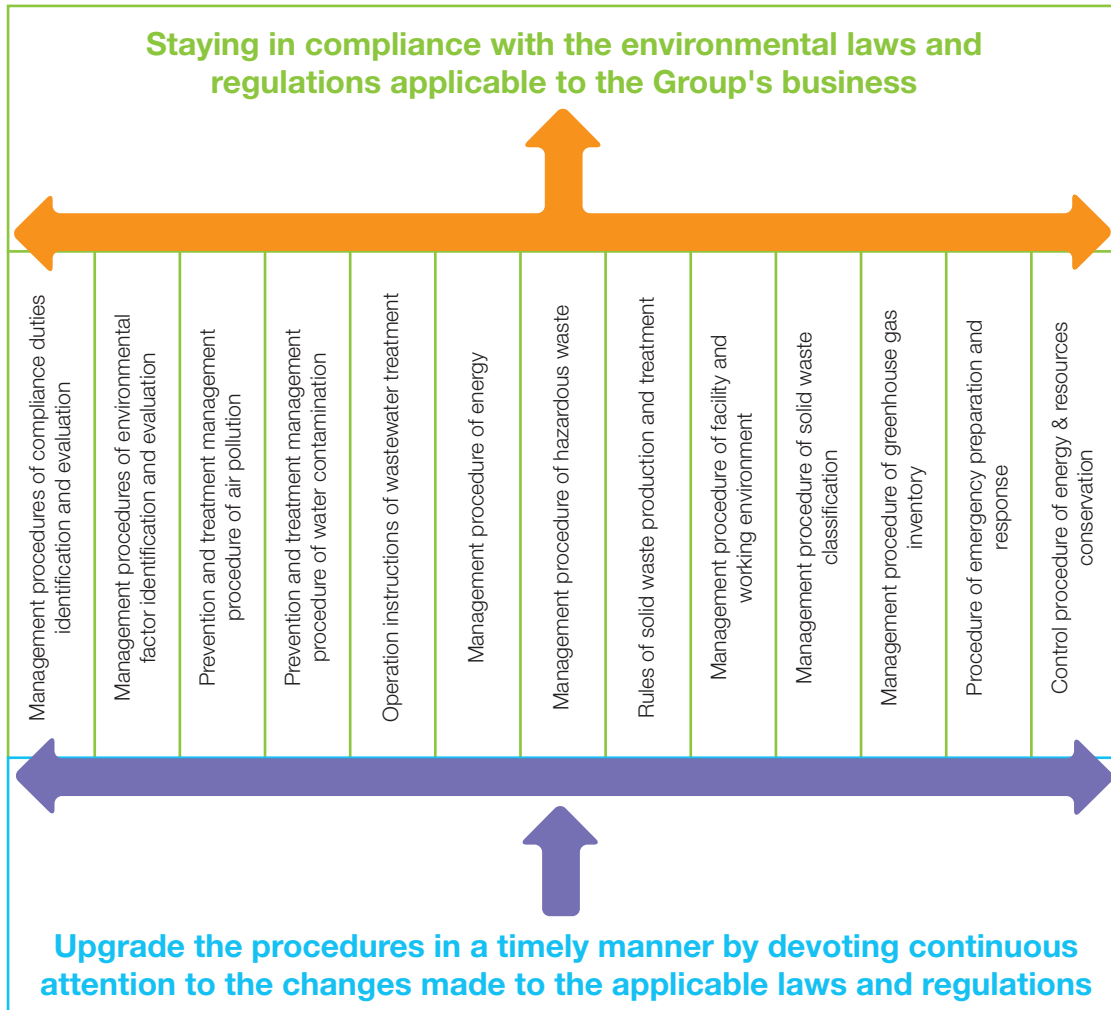 Staying in compliance with the environmental laws and
regulations applicable to the Group's business
Management procedures of compliance duties
identification and evaluation
Management procedures of environmental
factor identification and evaluation
Prevention and treatment management
procedure of air pollution
Prevention and treatment management
procedure of water contamination
Operation instructions of wastewater treatment
Management procedure of energy
Management procedure of hazardous waste
Rules of solid waste production and treatment
Management procedure of facility and
working environment
Management procedure of solid waste
classification
Management procedure of greenhouse gas
inventory
Procedure of emergency preparation and
response
Control procedure of energy & resources
conservation
Upgrade the procedures in a timely manner by devoting continuous
attention to the changes made to the applicable laws and regulations